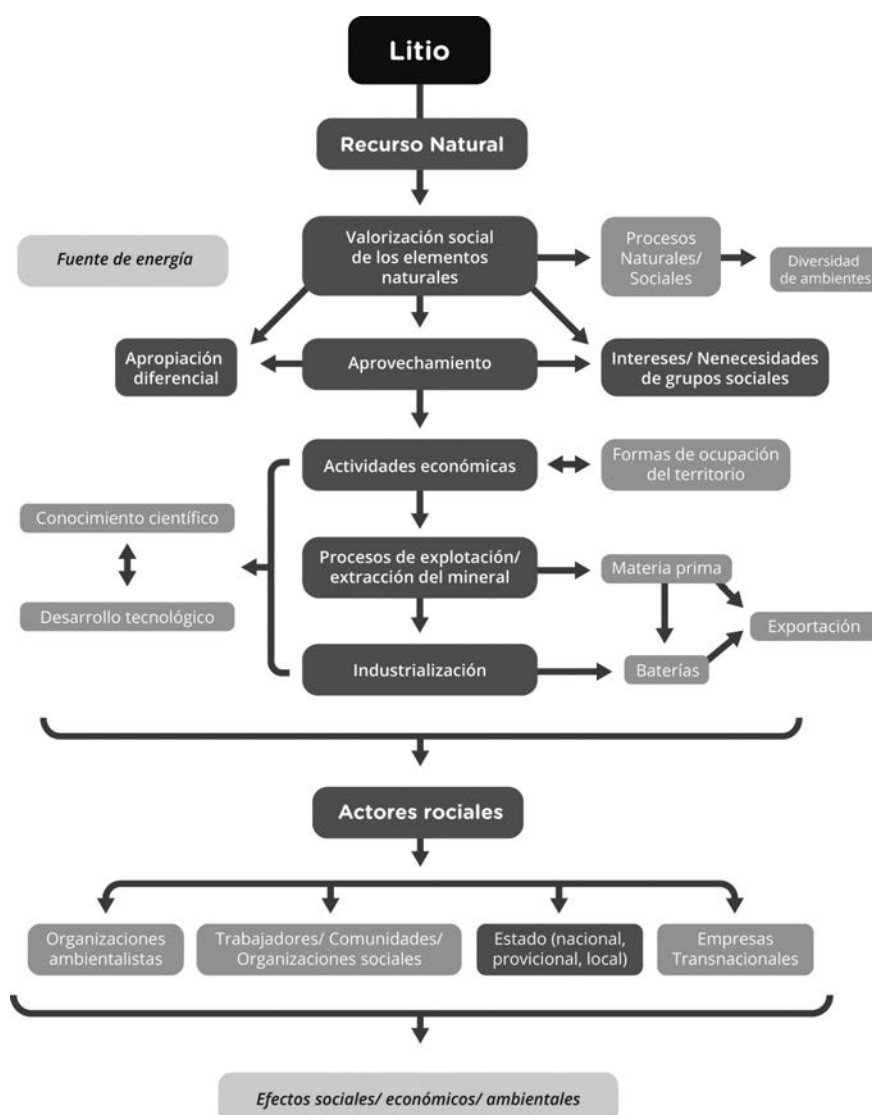 Litio
Recurso Natural
Fuente de energía
Valorización social
de los elementos
naturales
Procesos
Naturales/
Sociales
Diversidad
de ambientes
Apropiación
diferencial
Aprovechamiento
Intereses/ Nenecesidades
de grupos sociales
Actividades económicas
Formas de ocupación
del territorio
Conocimiento científico
Desarrollo tecnológico
Procesos de explotación/
extracción del mineral
Materia prima
Exportación
Industrialización
Baterías
Actores rociales
Organizaciones
ambientalistas
Trabajadores/ Comunidades/
Organizaciones sociales
Estado (nacional,
provicional, local)
Empresas
Transnacionales
Efectos sociales/ económicos/ ambientales